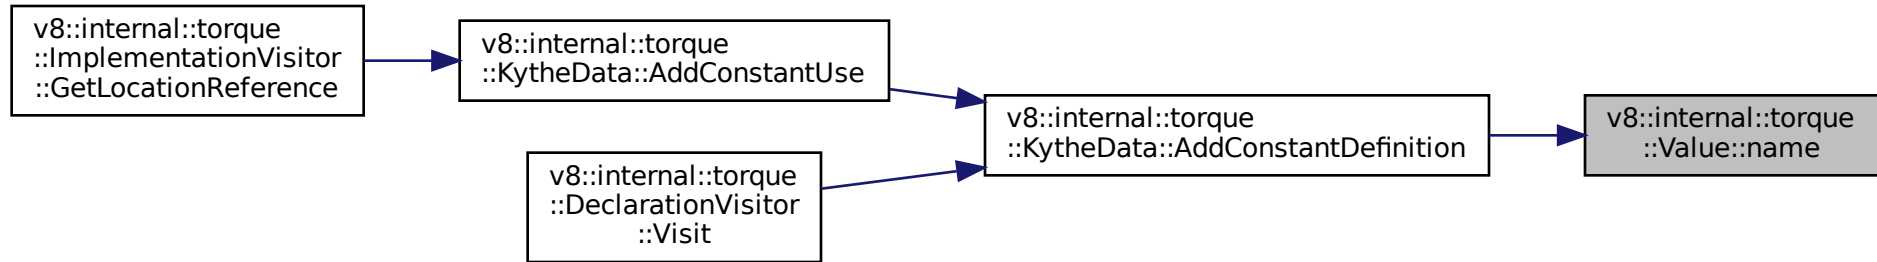 v8::internal::torque
::ImplementationVisitor
::GetLocationReference
v8::internal::torque
::KytheData::AddConstantUse
v8::internal::torque
::DeclarationVisitor
::Visit
v8::internal::torque
::KytheData::AddConstantDefinition
v8::internal::torque
::Value::name